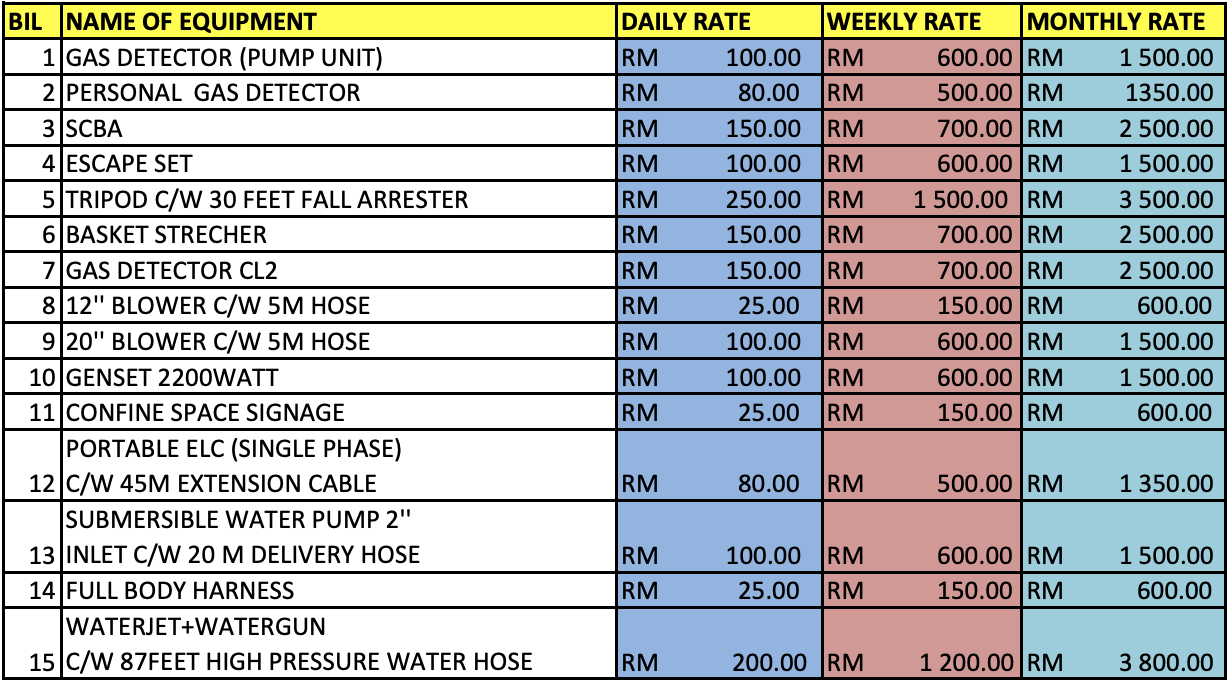 BIL NAME OF EQUIPMENT DAILY RATE WEEKLY RATE MONTHLY RATE
1 GAS DETECTOR (PUMP UNIT) RM 100.00 RM 600.00 RM 1 500.00
2 PERSONAL  GAS DETECTOR RM 80.00 RM 500.00 RM 1350.00
3 SCBA RM 150.00 RM 700.00 RM 2 500.00
4 ESCAPE SET RM 100.00 RM 600.00 RM 1 500.00
5 TRIPOD C/W 30 FEET FALL ARRESTER RM 250.00 RM 1 500.00 RM 3 500.00
6 BASKET STRECHER RM 150.00 RM 700.00 RM 2 500.00
7 GAS DETECTOR CL2 RM 150.00 RM 700.00 RM 2 500.00
8 12'' BLOWER C/W 5M HOSE RM 25.00 RM 150.00 RM 600.00
9 20'' BLOWER C/W 5M HOSE RM 100.00 RM 600.00 RM 1 500.00
10 GENSET 2200WATT RM 100.00 RM 600.00 RM 1 500.00
11 CONFINE SPACE SIGNAGE RM 25.00 RM 150.00 RM 600.00
PORTABLE ELC (SINGLE PHASE)
12 C/W 45M EXTENSION CABLE RM 80.00 RM 500.00 RM 1 350.00
SUBMERSIBLE WATER PUMP 2''
13 INLET C/W 20 M DELIVERY HOSE RM 100.00 RM 600.00 RM 1 500.00
14 FULL BODY HARNESS RM 25.00 RM 150.00 RM 600.00
WATERJET+WATERGUN
15 C/W 87FEET HIGH PRESSURE WATER HOSE RM 200.00 RM 1 200.00 RM 3 800.00